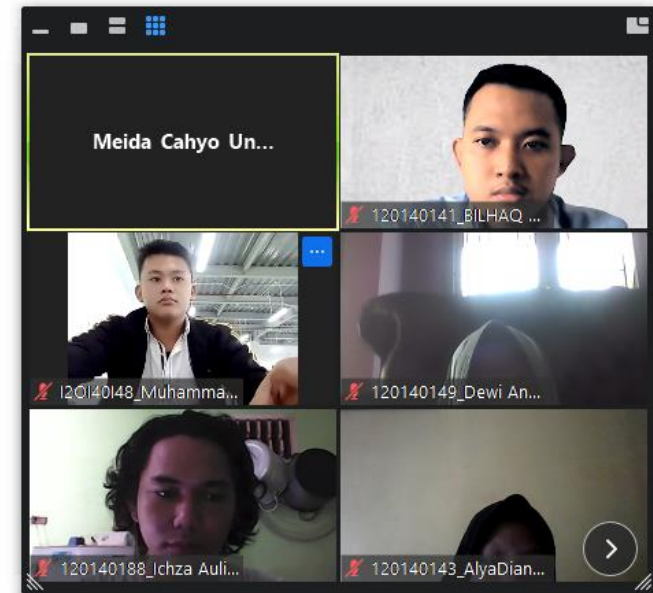 Meida Cahyo Un...
120140141_BILHAQ ...
I2OI40I48_Muhamma...
120140149_Dewi An...
120140188_Ichza Auli...
120140143_AlyaDian...